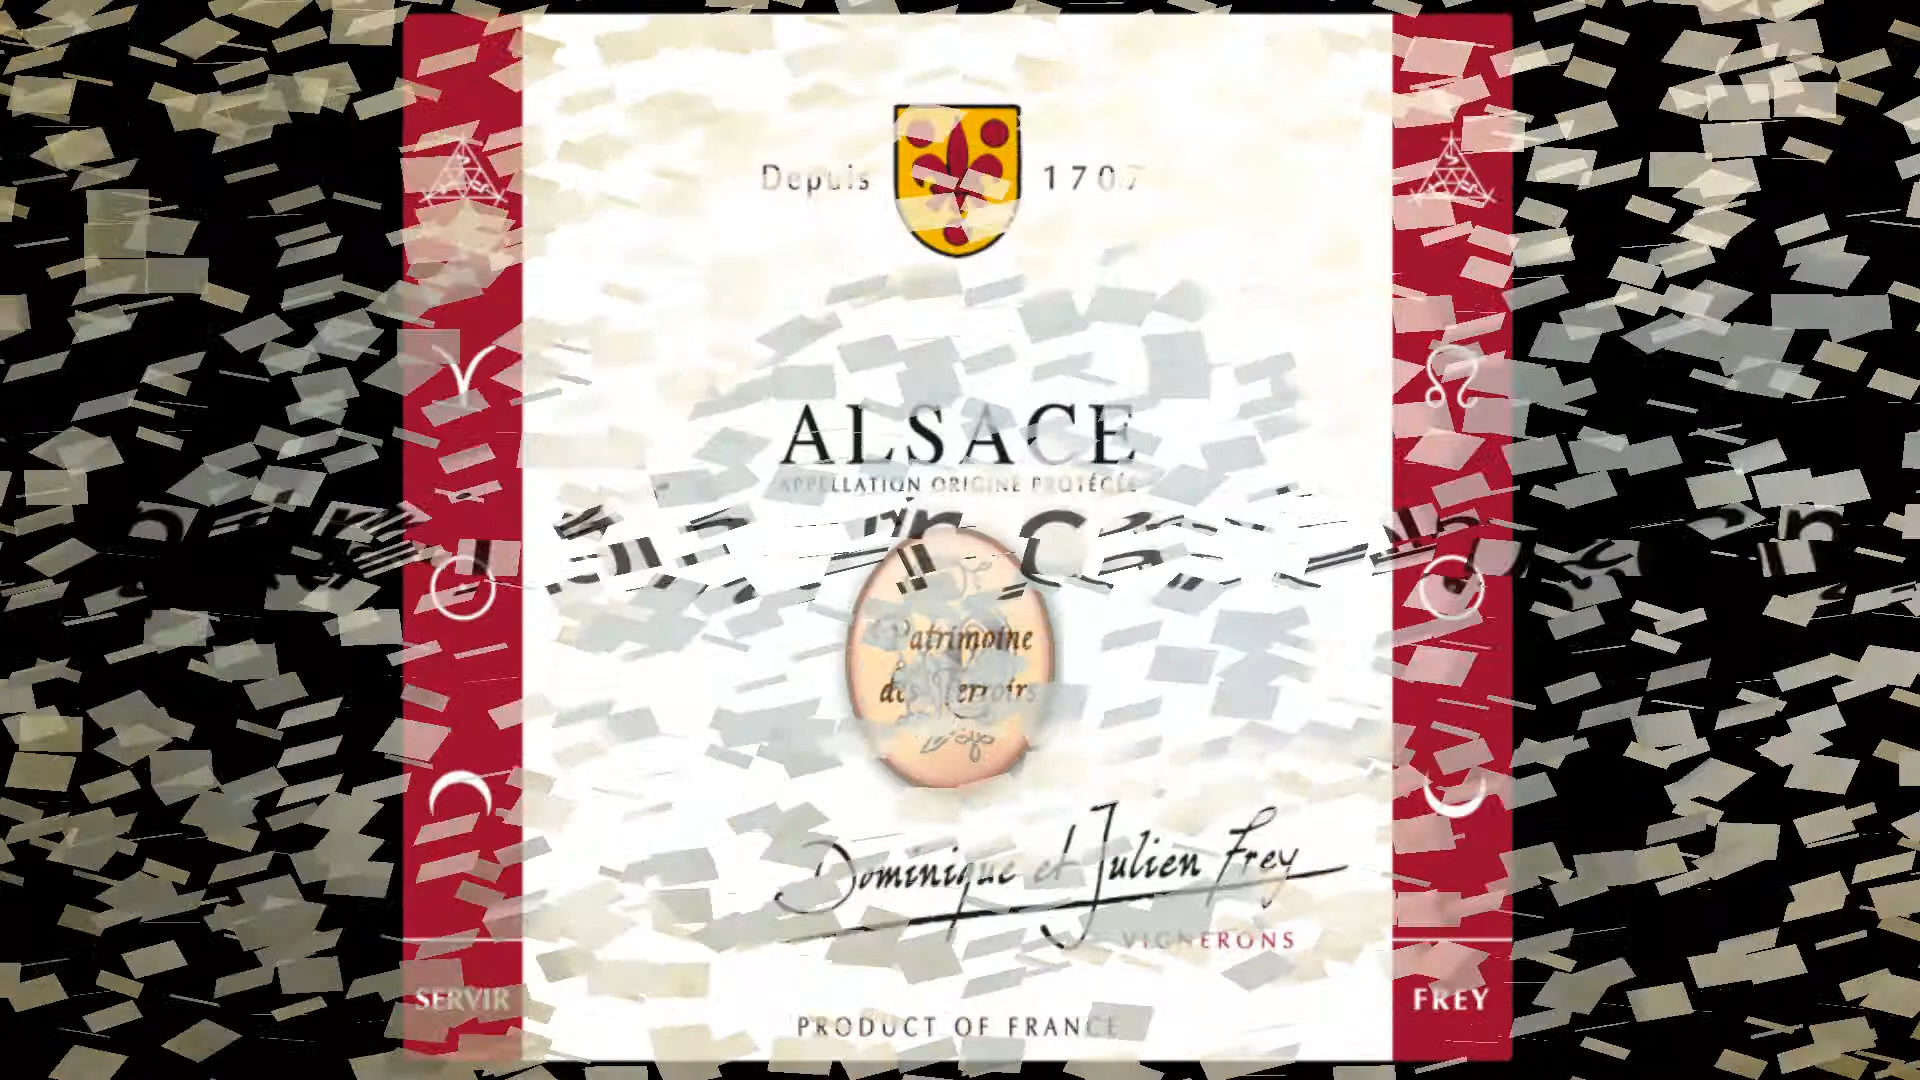 Depuis 1707
ALSACE
APPELLATION ORIGINE PROTÉGÉE
Patrimoine
des Terroirs
Dominique et Julien Frey
VIGNERONS
SERVIR
FREY
PRODUCT OF FRANCE